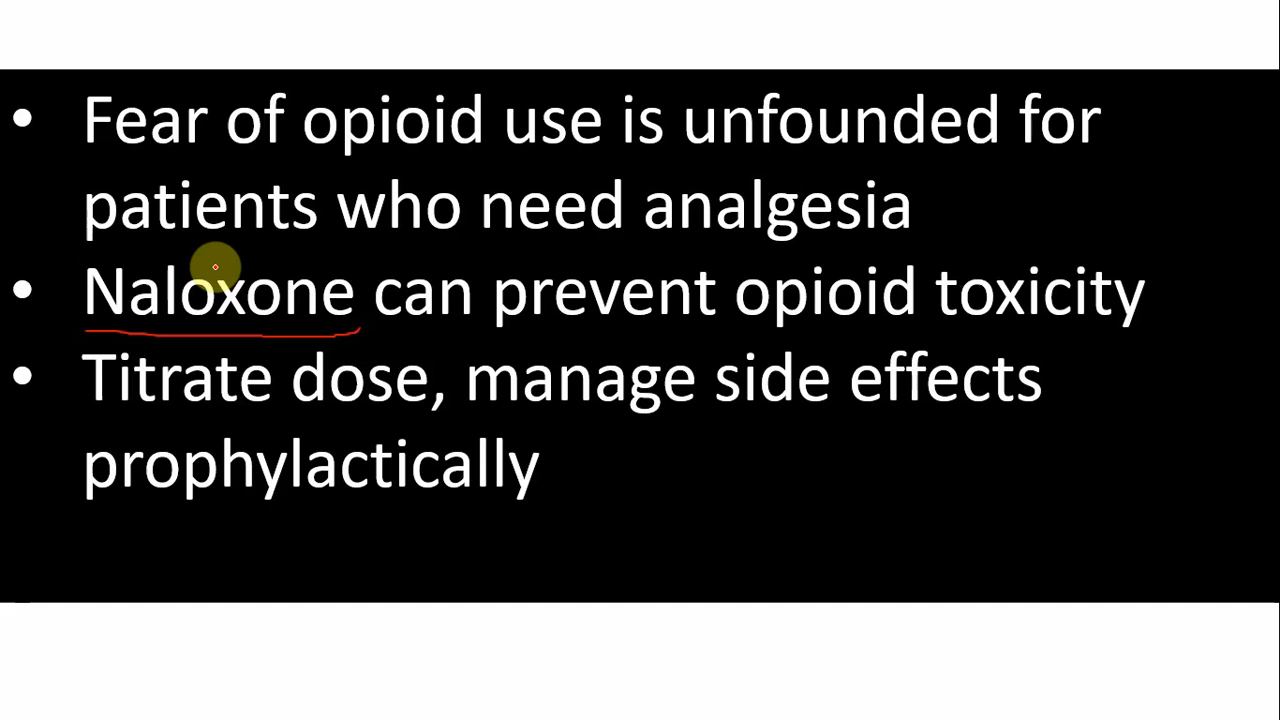 • Fear of opioid use is unfounded for
patients who need analgesia
• Naloxone can prevent opioid toxicity
• Titrate dose, manage side effects
prophylactically